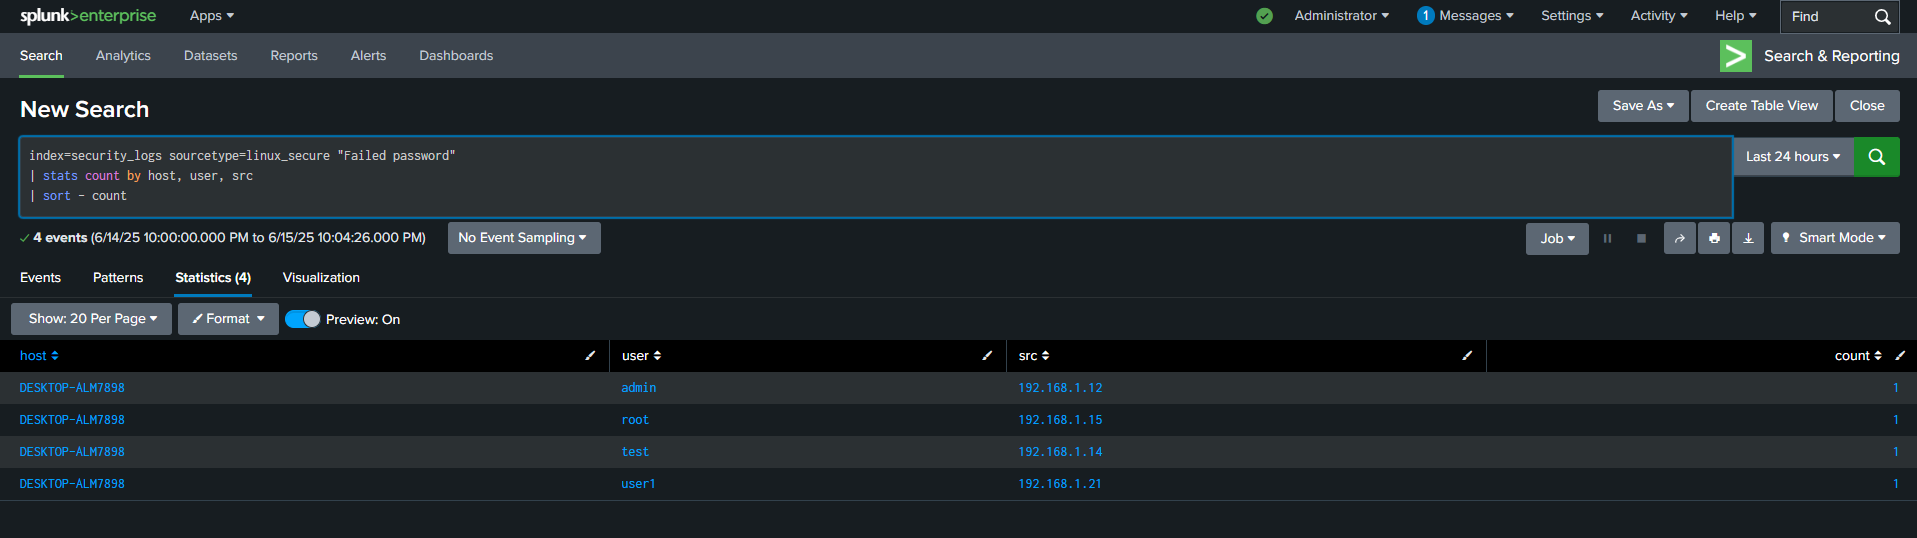 splunk>enterprise Apps Administrator 1 Messages Settings Activity Help Find
Search Analytics Datasets Reports Alerts Dashboards > Search & Reporting
New Search Save As Create Table View Close
index=security_logs sourcetype=linux_secure "Failed password"
| stats count by host, user, src
| sort - count
Last 24 hours
4 events (6/14/25 10:00:00.000 PM to 6/15/25 10:04:26.000 PM) No Event Sampling Job Smart Mode
Events Patterns Statistics (4) Visualization
Show: 20 Per Page Format Preview: On
host user src count
DESKTOP-ALM7898 admin 192.168.1.12 1
DESKTOP-ALM7898 root 192.168.1.15 1
DESKTOP-ALM7898 test 192.168.1.14 1
DESKTOP-ALM7898 user1 192.168.1.21 1